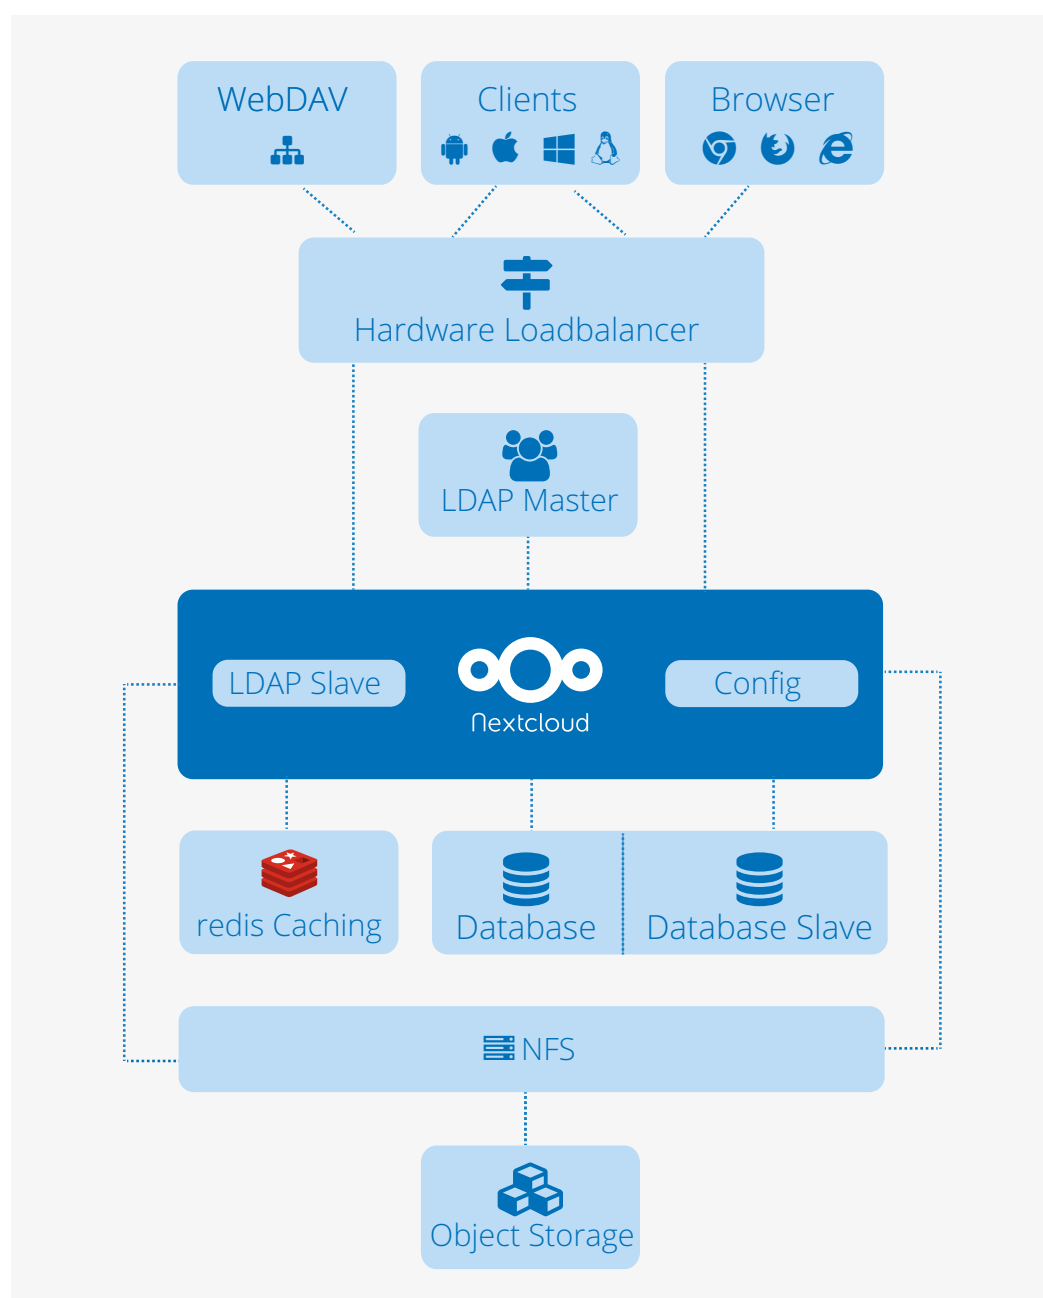 WebDAV
Clients
Browser
Hardware Loadbalancer
LDAP Master
LDAP Slave
Nextcloud
Config
redis Caching
Database
Database Slave
NFS
Object Storage